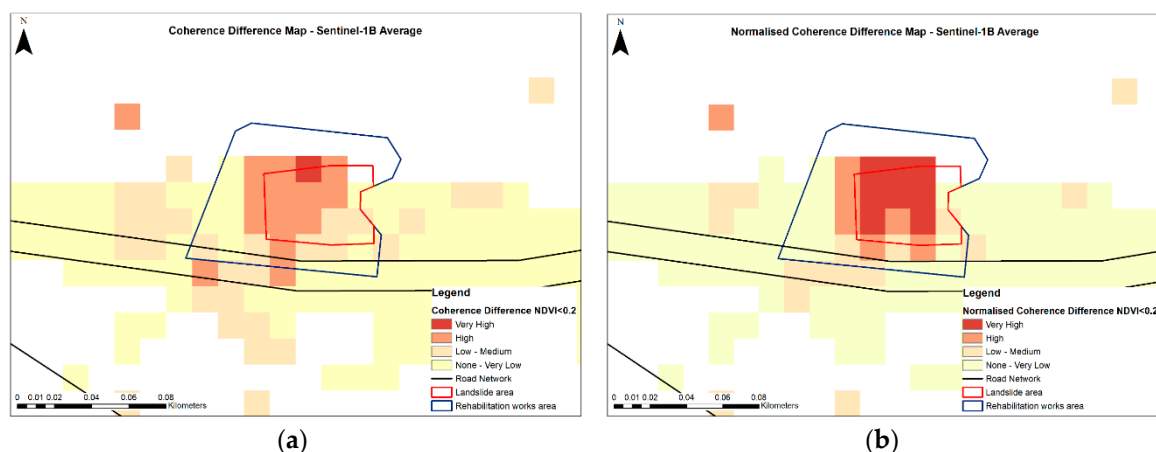 N
Coherence Difference Map - Sentinel-1B Average
Legend
Coherence Difference NDVI<0.2
Very High
High
Low - Medium
None - Very Low
Road Network
Landslide area
Rehabilitation works area
0 0.01 0.02 0.04 0.06 0.08
Kilometers
(a)
N
Normalised Coherence Difference Map - Sentinel-1B Average
Legend
Normalised Coherence Difference NDVI<0.2
Very High
High
Low - Medium
None - Very Low
Road Network
Landslide area
Rehabilitation works area
0 0.01 0.02 0.04 0.06 0.08
Kilometers
(b)